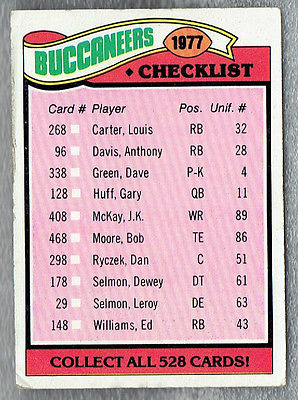 BUCCANEERS 1977
CHECKLIST
Card # Player Pos. Unif. #
268 Carter, Louis RB 32
96 Davis, Anthony RB 28
338 Green, Dave P-K 4
128 Huff, Gary QB 11
408 McKay, J.K. WR 89
468 Moore, Bob TE 86
298 Ryczek, Dan C 51
178 Selmon, Dewey DT 61
29 Selmon, Leroy DE 63
148 Williams, Ed RB 43
COLLECT ALL 528 CARDS!